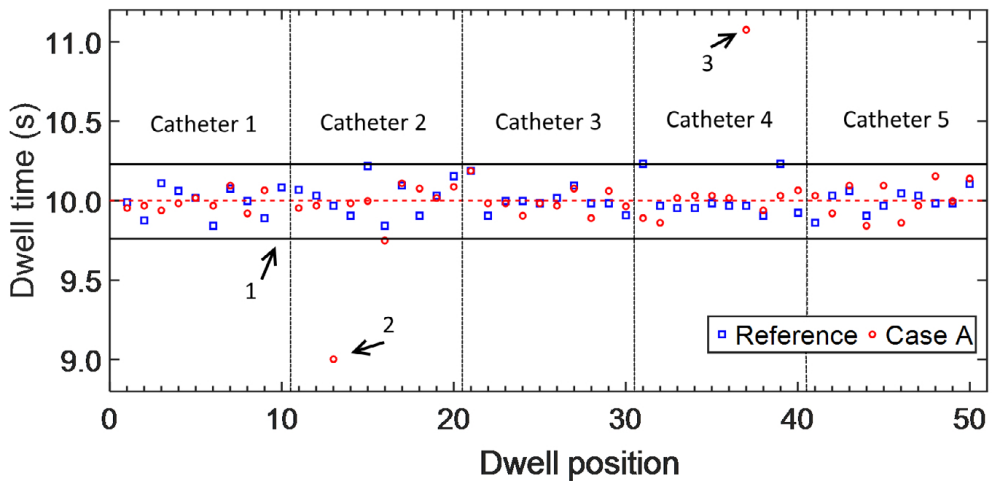 11.0
3
10.5
Catheter 1 Catheter 2 Catheter 3 Catheter 4 Catheter 5
10.0
Dwell time (s)
9.5
1
2
Reference Case A
9.0
0 10 20 30 40 50
Dwell position